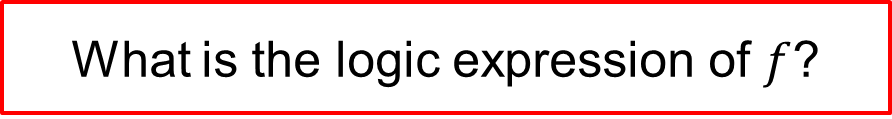 What is the logic expression of f?